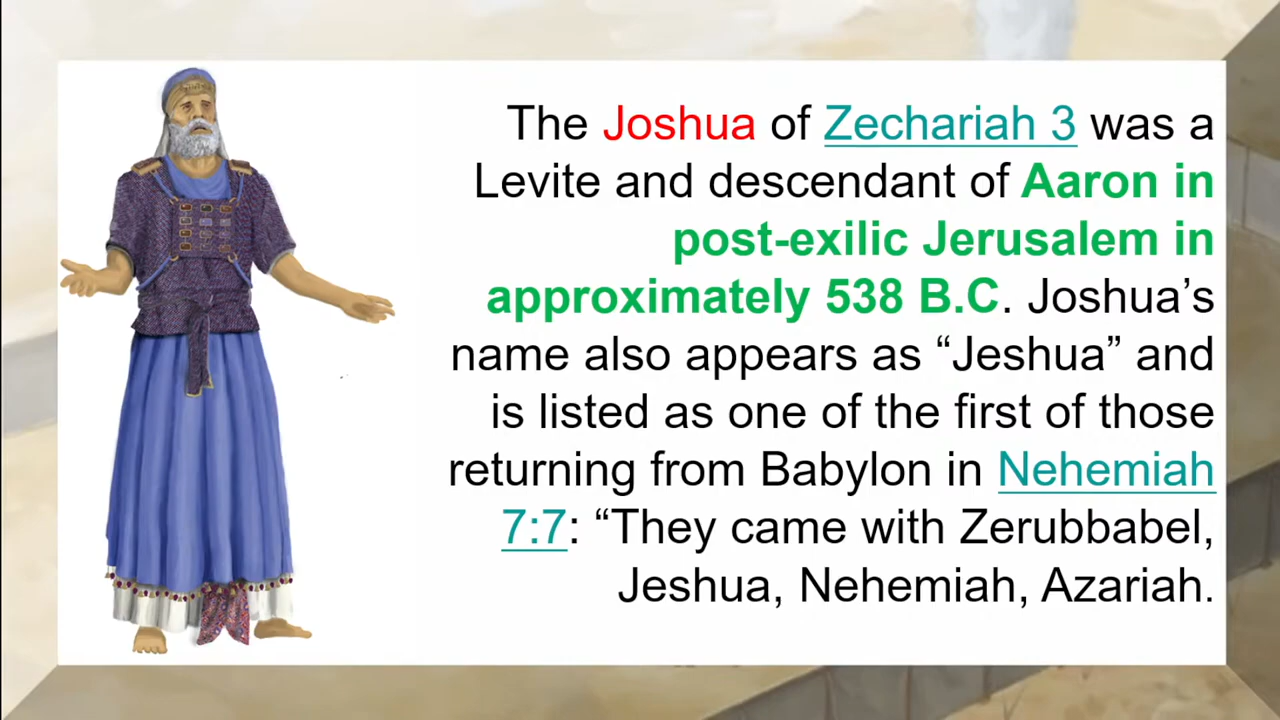 The Joshua of Zechariah 3 was a
Levite and descendant of Aaron in
post-exilic Jerusalem in
approximately 538 B.C. Joshua’s
name also appears as “Jeshua” and
is listed as one of the first of those
returning from Babylon in Nehemiah
7:7: “They came with Zerubbabel,
Jeshua, Nehemiah, Azariah.